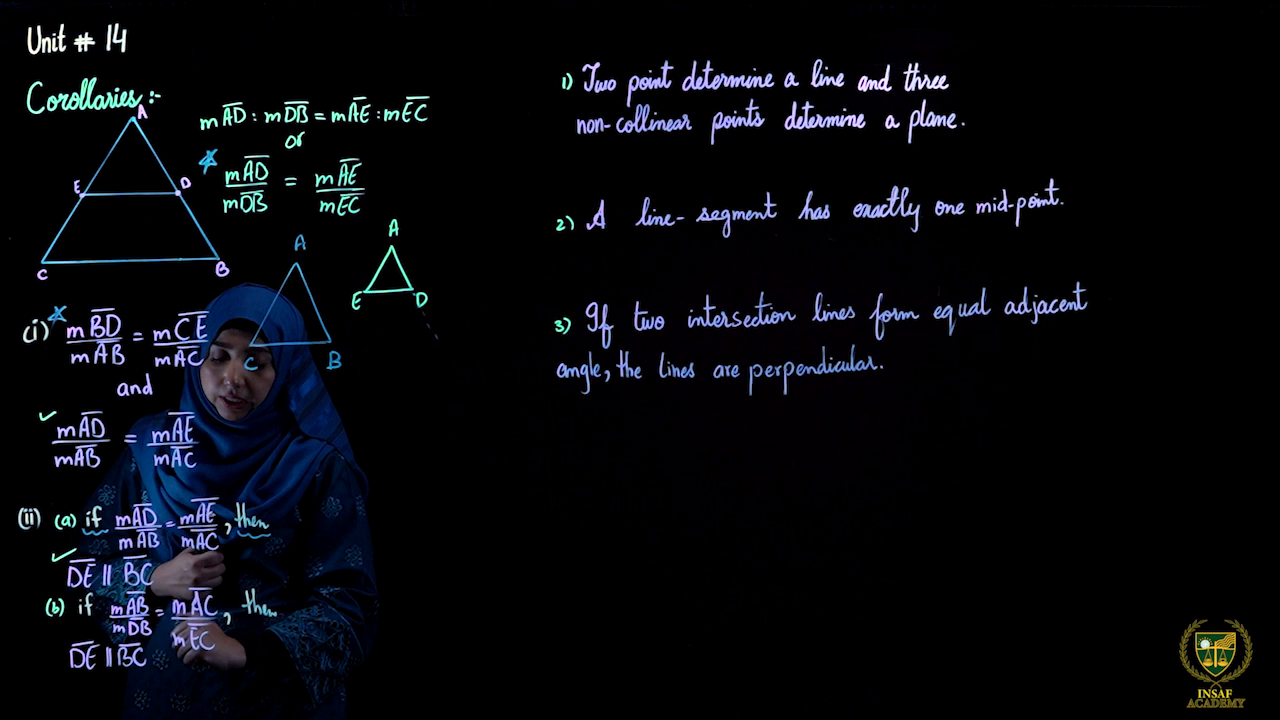 Unit # 14
Corollaries :-
A
E
D
C
B
mAD : mDB = mAE : mEC
or
mAD/mDB = mAE/mEC
A
C
B
A
E
D
(i) mBD/mAB = mCE/mAC
and
mAD/mAB = mAE/mAC
(ii) (a) if mAD/mAB = mAE/mAC, then
DE || BC
(b) if mAB/mDB = mAC/mEC, then
DE || BC
1) Two point determine a line and three
non-collinear points determine a plane.
2) A line-segment has exactly one mid-point.
3) If two intersection lines form equal adjacent
angle, the lines are perpendicular.
INSAF
ACADEMY